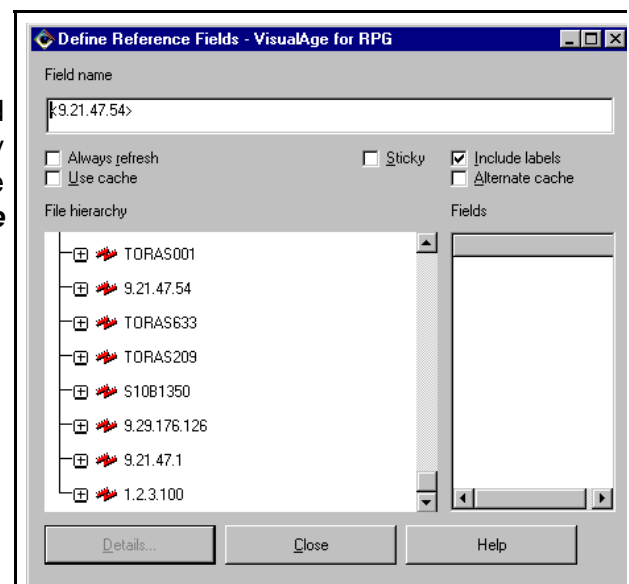 Define Reference Fields - VisualAge for RPG
Field name
<9.21.47.54>
Always refresh
Sticky
Include labels
Use cache
Alternate cache
File hierarchy
Fields
TORAS001
9.21.47.54
TORAS633
TORAS209
S10B1350
9.29.176.126
9.21.47.1
1.2.3.100
Details...
Close
Help